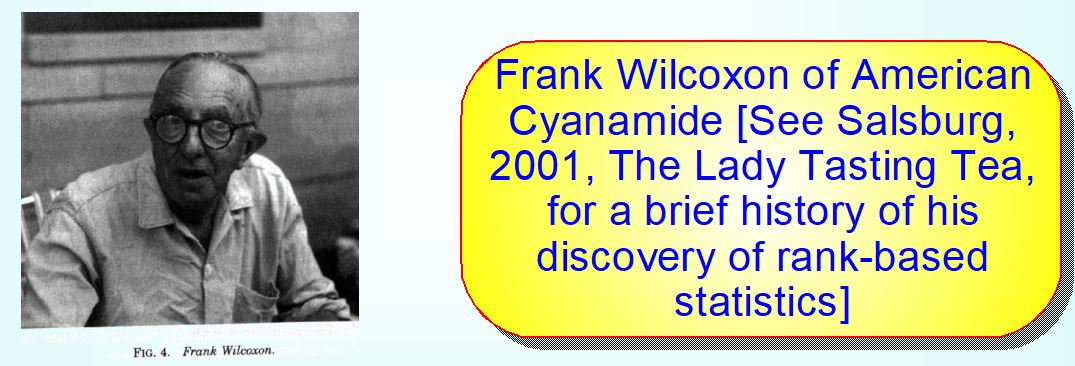 Frank Wilcoxon of American
Cyanamide [See Salsburg,
2001, The Lady Tasting Tea,
for a brief history of his
discovery of rank-based
statistics]
FIG. 4. Frank Wilcoxon.